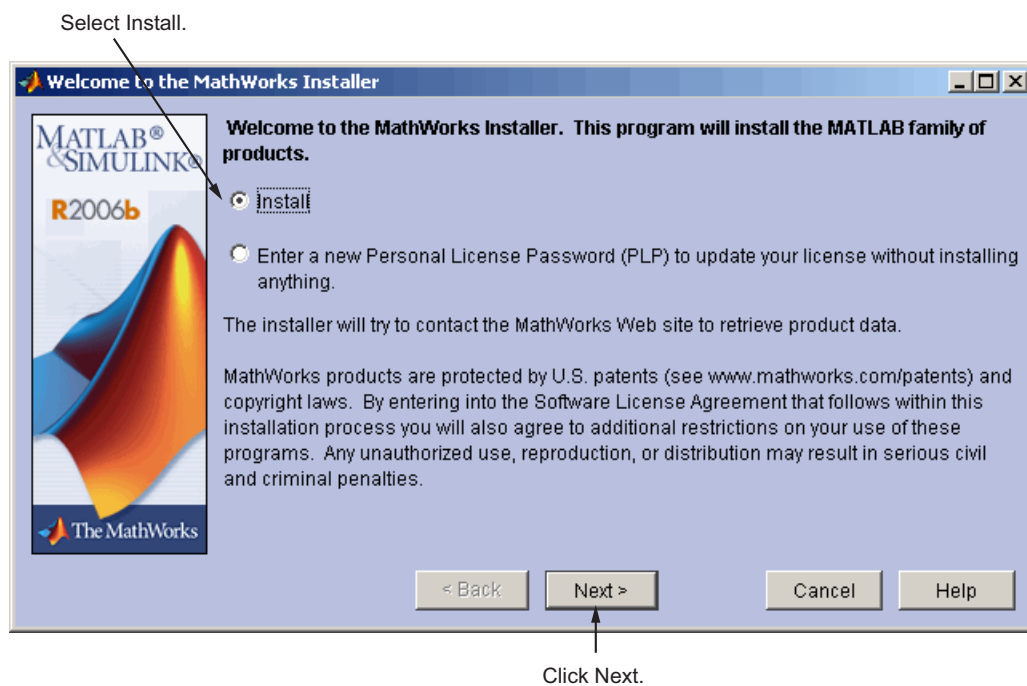 Select Install.
Welcome to the MathWorks Installer
MATLAB®
&SIMULINK®
R2006b
The MathWorks
Welcome to the MathWorks Installer. This program will install the MATLAB family of
products.
Install
Enter a new Personal License Password (PLP) to update your license without installing
anything.
The installer will try to contact the MathWorks Web site to retrieve product data.
MathWorks products are protected by U.S. patents (see www.mathworks.com/patents) and
copyright laws. By entering into the Software License Agreement that follows within this
installation process you will also agree to additional restrictions on your use of these
programs. Any unauthorized use, reproduction, or distribution may result in serious civil
and criminal penalties.
< Back
Next >
Cancel
Help
Click Next.